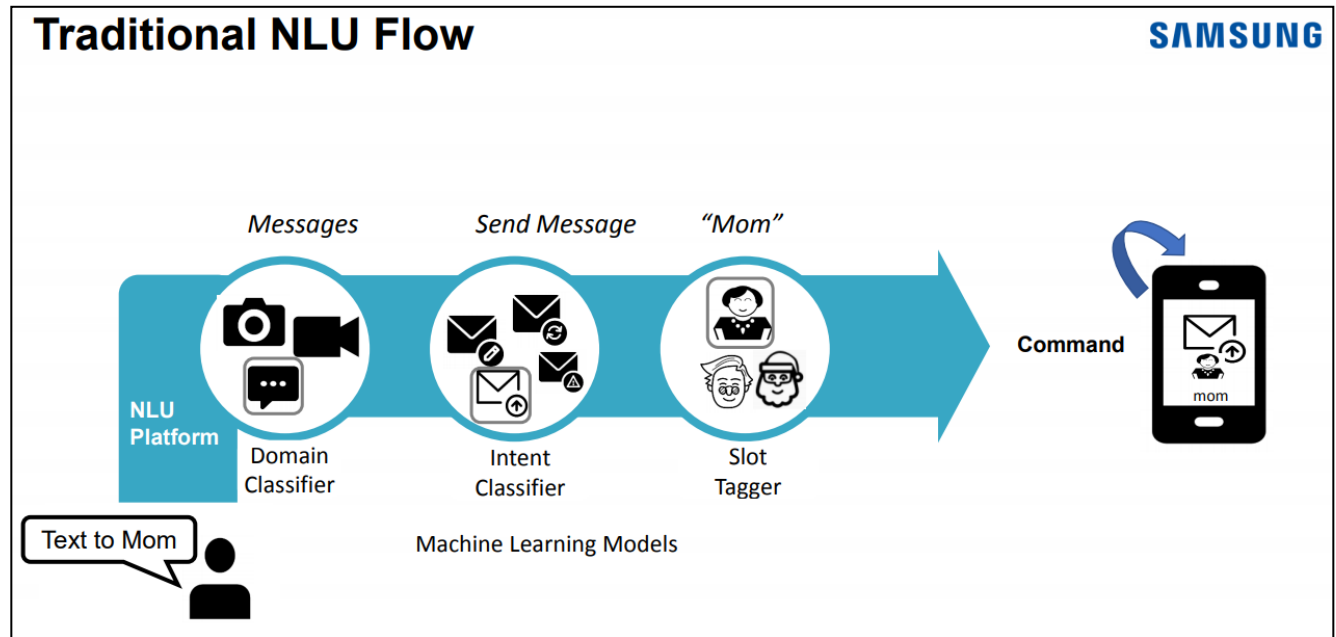 Traditional NLU Flow
SAMSUNG
Messages
Send Message
“Mom”
NLU
Platform
Domain
Classifier
Intent
Classifier
Slot
Tagger
Command
mom
Text to Mom
Machine Learning Models